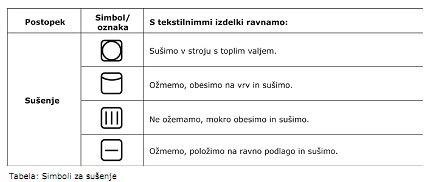 Postopek Simbol/ oznaka S tekstilnimmi izdelki ravnamo:
Sušenje
Sušimo v stroju s toplim valjem.
Ožmemo, obesimo na vrv in sušimo.
Ne ožemamo, mokro obesimo in sušimo.
Ožmemo, položimo na ravno podlago in sušimo.
Tabela: Simboli za sušenje